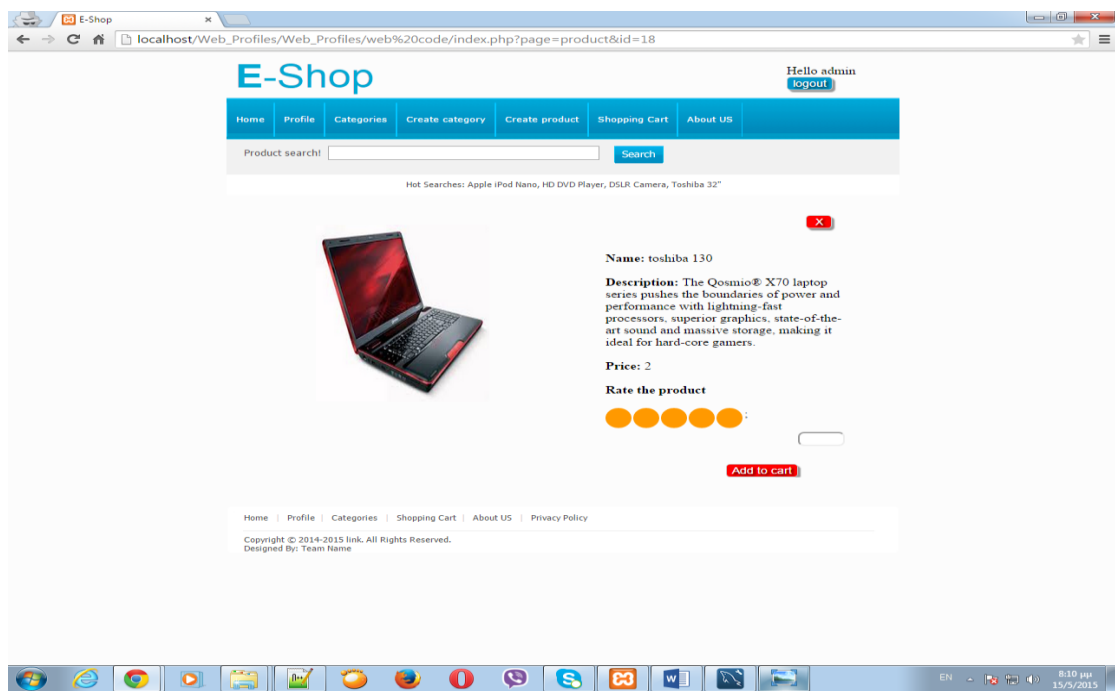 E-Shop
localhost/Web_Profiles/Web_Profiles/web%20code/index.php?page=product&id=18
E-Shop
Hello admin
logout
Home Profile Categories Create category Create product Shopping Cart About US
Product search! Search
Hot Searches: Apple iPod Nano, HD DVD Player, DSLR Camera, Toshiba 32"
X
Name: toshiba 130
Description: The Qosmio® X70 laptop
series pushes the boundaries of power and
performance with lightning-fast
processors, superior graphics, state-of-the-
art sound and massive storage, making it
ideal for hard-core gamers.
Price: 2
Rate the product
;
Add to cart
Home | Profile | Categories | Shopping Cart | About US | Privacy Policy
Copyright © 2014-2015 link. All Rights Reserved.
Designed By: Team Name
EN 8:10 μμ
15/5/2015